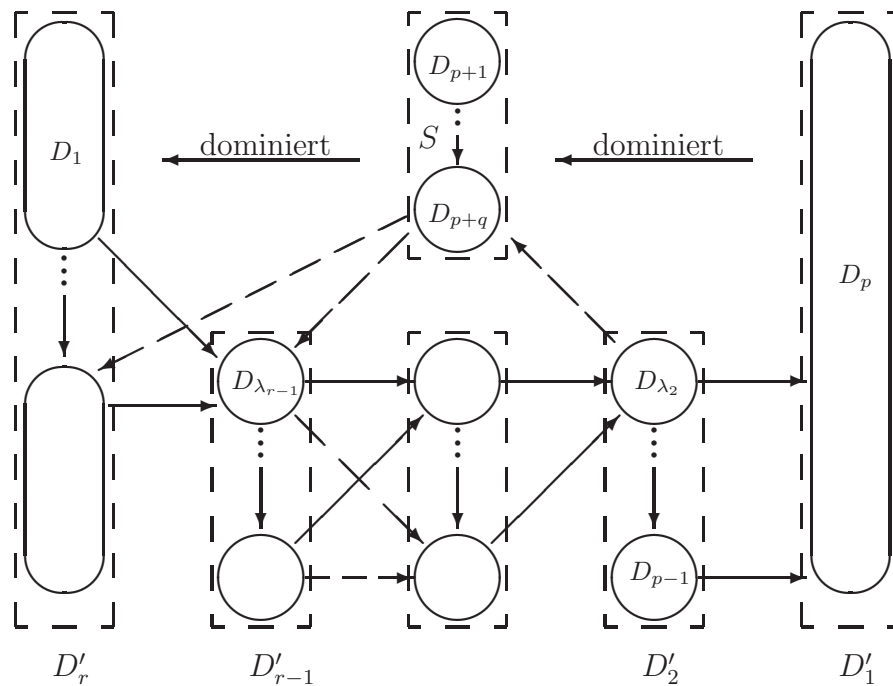 D_{p+1}
S
D_1
dominiert
dominiert
D_{p+q}
D_p
D_{λ_{r-1}}
D_{λ_2}
D_{p-1}
D'_r
D'_{r-1}
D'_2
D'_1